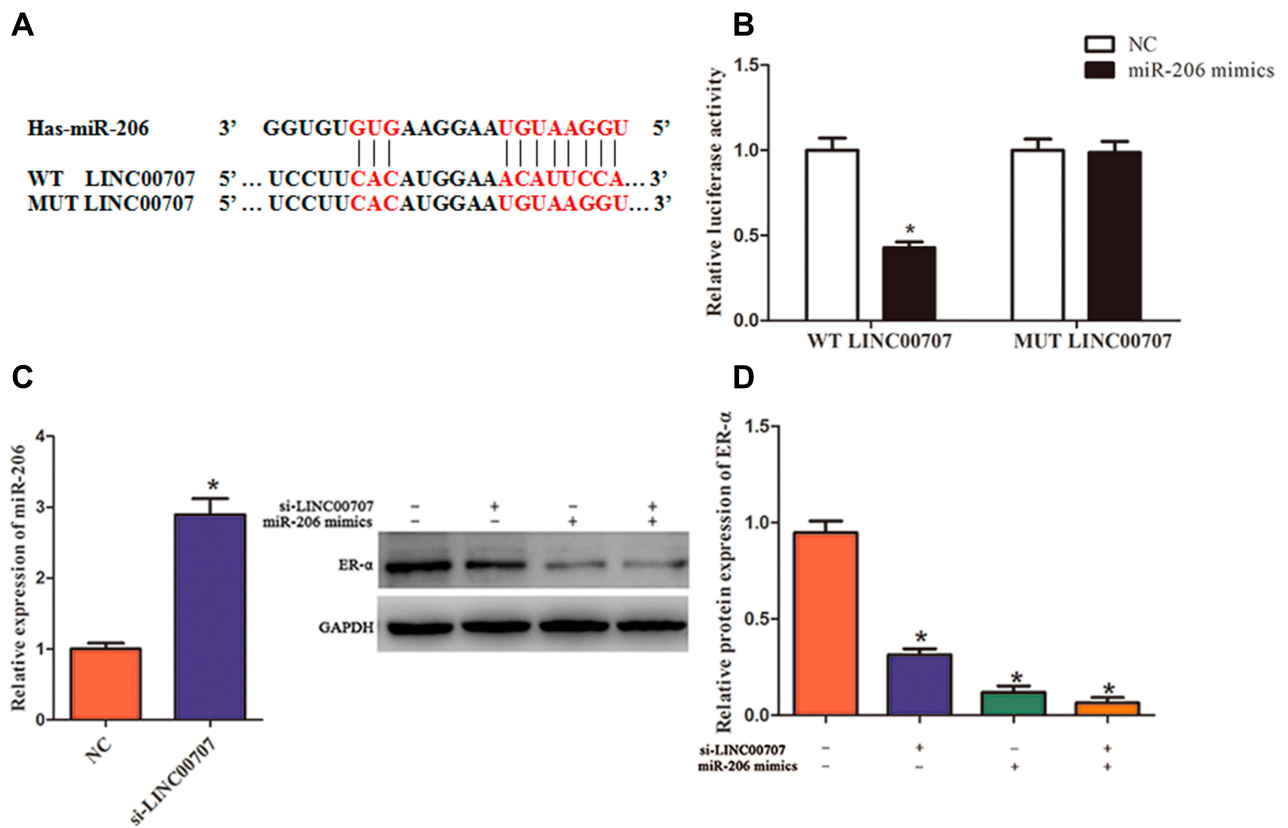 A
Has-miR-206 3’ GGUGUGUGAAGGAAUGUAAGGU 5’
WT LINC00707 5’ ... UCCUUCACAUGGAAACAUUCCA... 3’
MUT LINC00707 5’ ... UCCUUCACAUGGAAUGUAAGGU... 3’
B
NC
miR-206 mimics
Relative luciferase activity
1.5
1.0
0.5
0.0
*
WT LINC00707 MUT LINC00707
C
Relative expression of miR-206
4
3
2
1
0
*
NC
si-LINC00707
si-LINC00707 – + – +
miR-206 mimics – – + +
ER-α
GAPDH
D
Relative protein expression of ER-α
1.5
1.0
0.5
0.0
* * *
si-LINC00707 – + – +
miR-206 mimics – – + +